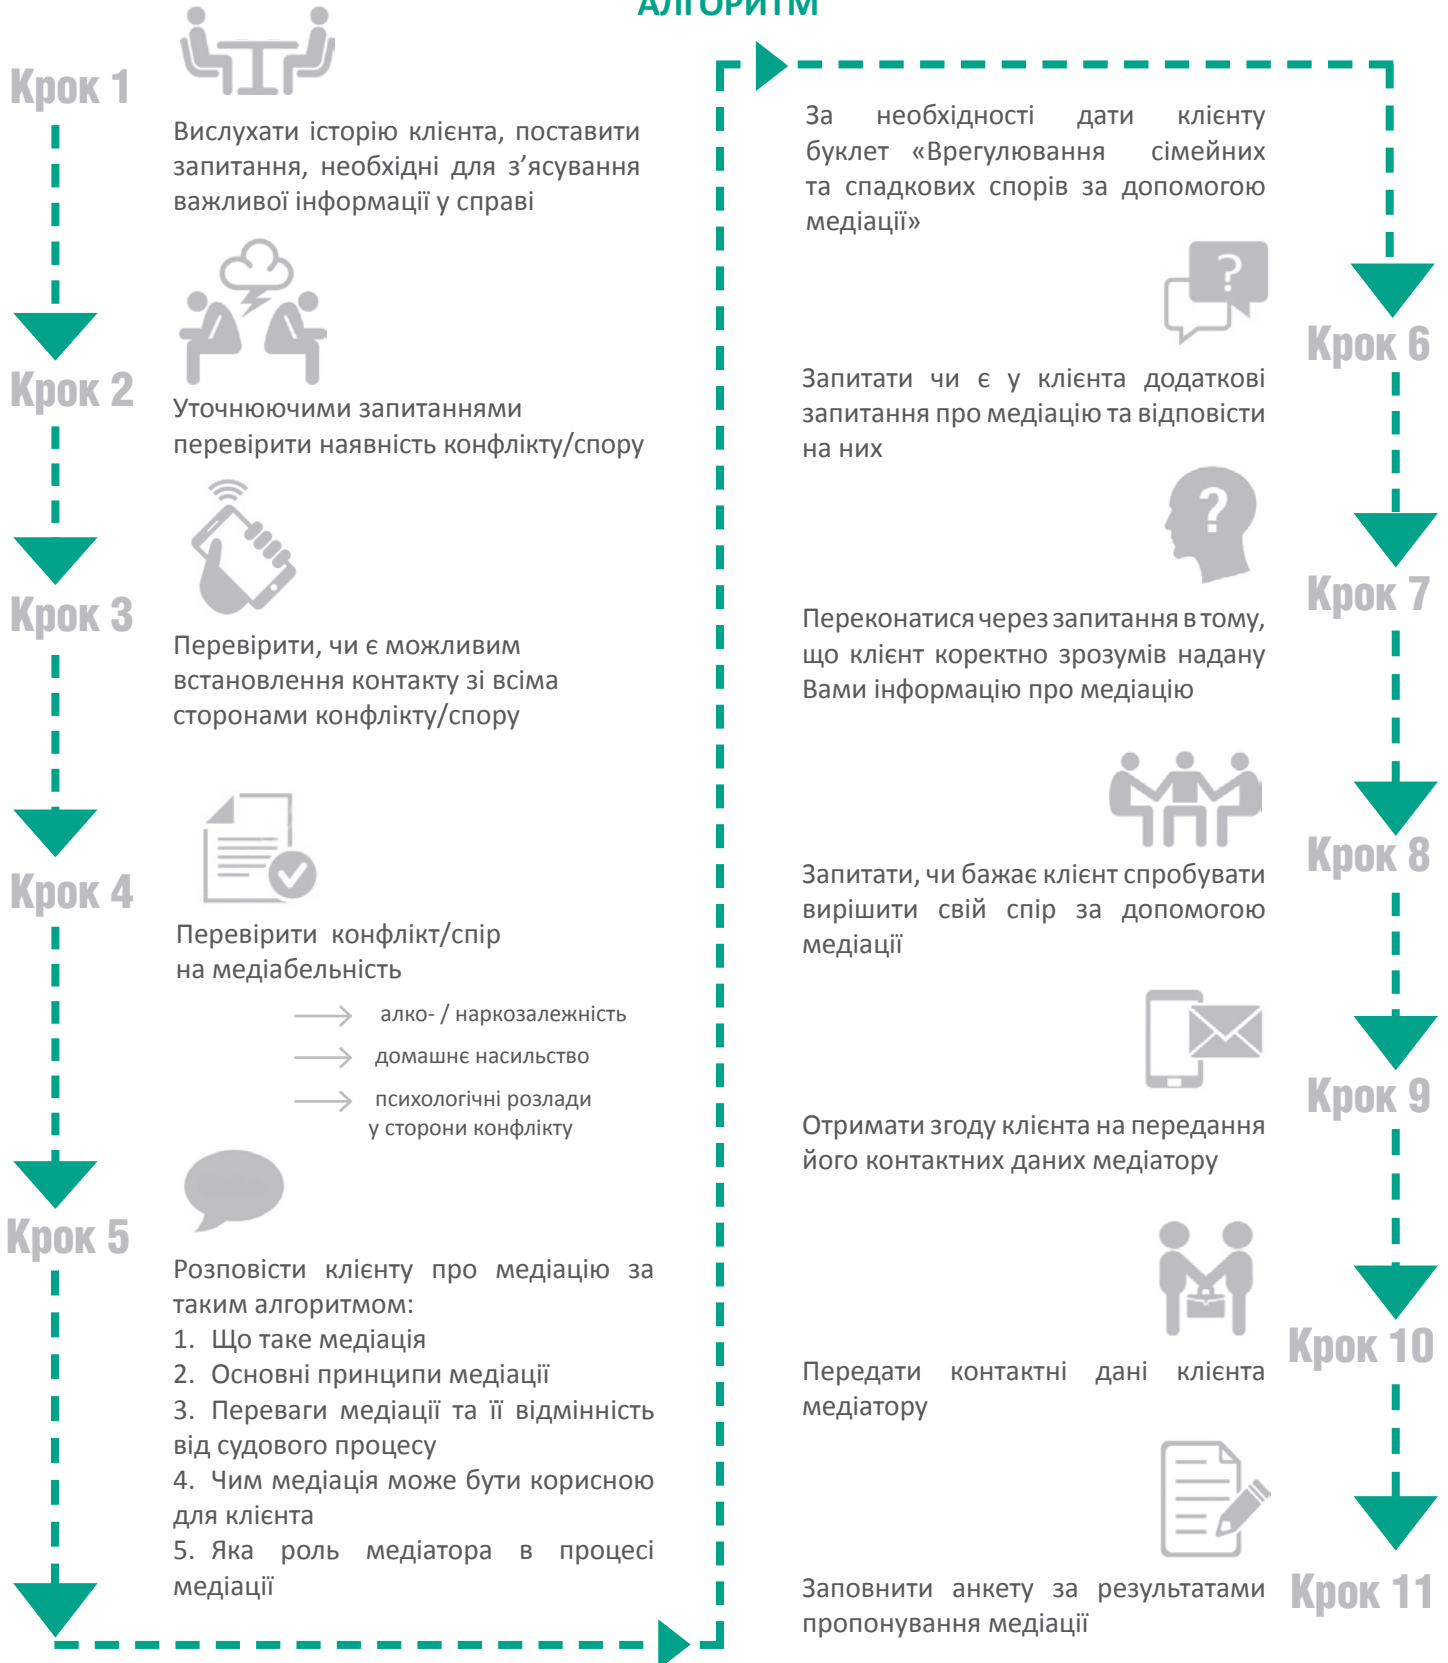 АЛГОРИТМ
Крок 1
Вислухати історію клієнта, поставити
запитання, необхідні для з’ясування
важливої інформації у справі
Крок 2
Уточнюючими запитаннями
перевірити наявність конфлікту/спору
Крок 3
Перевірити, чи є можливим
встановлення контакту зі всіма
сторонами конфлікту/спору
Крок 4
Перевірити конфлікт/спір
на медіабельність
алко- / наркозалежність
домашнє насильство
психологічні розлади
у сторони конфлікту
Крок 5
Розповісти клієнту про медіацію за
таким алгоритмом:
1. Що таке медіація
2. Основні принципи медіації
3. Переваги медіації та її відмінність
від судового процесу
4. Чим медіація може бути корисною
для клієнта
5. Яка роль медіатора в процесі
медіації
За необхідності дати клієнту
буклет «Врегулювання сімейних
та спадкових спорів за допомогою
медіації»
?
Крок 6
Запитати чи є у клієнта додаткові
запитання про медіацію та відповісти
на них
?
Крок 7
Переконатися через запитання в тому,
що клієнт коректно зрозумів надану
Вами інформацію про медіацію
Крок 8
Запитати, чи бажає клієнт спробувати
вирішити свій спір за допомогою
медіації
Крок 9
Отримати згоду клієнта на передання
його контактних даних медіатору
Крок 10
Передати контактні дані клієнта
медіатору
Крок 11
Заповнити анкету за результатами
пропонування медіації